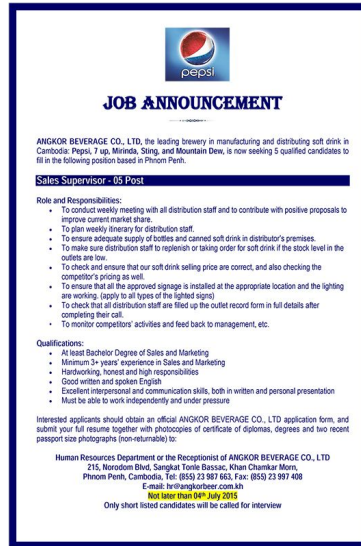 pepsi
JOB ANNOUNCEMENT
ANGKOR BEVERAGE CO., LTD, the leading brewery in manufacturing and distributing soft drink in
Cambodia: Pepsi, 7 up, Mirinda, Sting, and Mountain Dew, is now seeking 5 qualified candidates to
fill in the following position based in Phnom Penh.
Sales Supervisor - 05 Post
Role and Responsibilities:
• To conduct weekly meeting with all distribution staff and to contribute with positive proposals to
improve current market share.
• To plan weekly itinerary for distribution staff.
• To ensure adequate supply of bottles and canned soft drink in distributor's premises.
• To make sure distribution staff to replenish or taking order for soft drink if the stock level in the
outlets are low.
• To check and ensure that our soft drink selling price are correct, and also checking the
competitor's pricing as well.
• To ensure that all the approved signage is installed at the appropriate location and the lighting
are working. (apply to all types of the lighted signs)
• To check that all distribution staff are filled up the outlet record form in full details after
completing their call.
• To monitor competitors' activities and feed back to management, etc.
Qualifications:
• At least Bachelor Degree of Sales and Marketing
• Minimum 3+ years' experience in Sales and Marketing
• Hardworking, honest and high responsibilities
• Good written and spoken English
• Excellent interpersonal and communication skills, both in written and personal presentation
• Must be able to work independently and under pressure
Interested applicants should obtain an official ANGKOR BEVERAGE CO., LTD application form, and
submit your full resume together with photocopies of certificate of diplomas, degrees and two recent
passport size photographs (non-returnable) to:
Human Resources Department or the Receptionist of ANGKOR BEVERAGE CO., LTD
215, Norodom Blvd, Sangkat Tonle Bassac, Khan Chamkar Morn,
Phnom Penh, Cambodia, Tel: (855) 23 987 663, Fax: (855) 23 997 408
E-mail: hr@angkorbeer.com.kh
Not later than 04th July 2015
Only short listed candidates will be called for interview